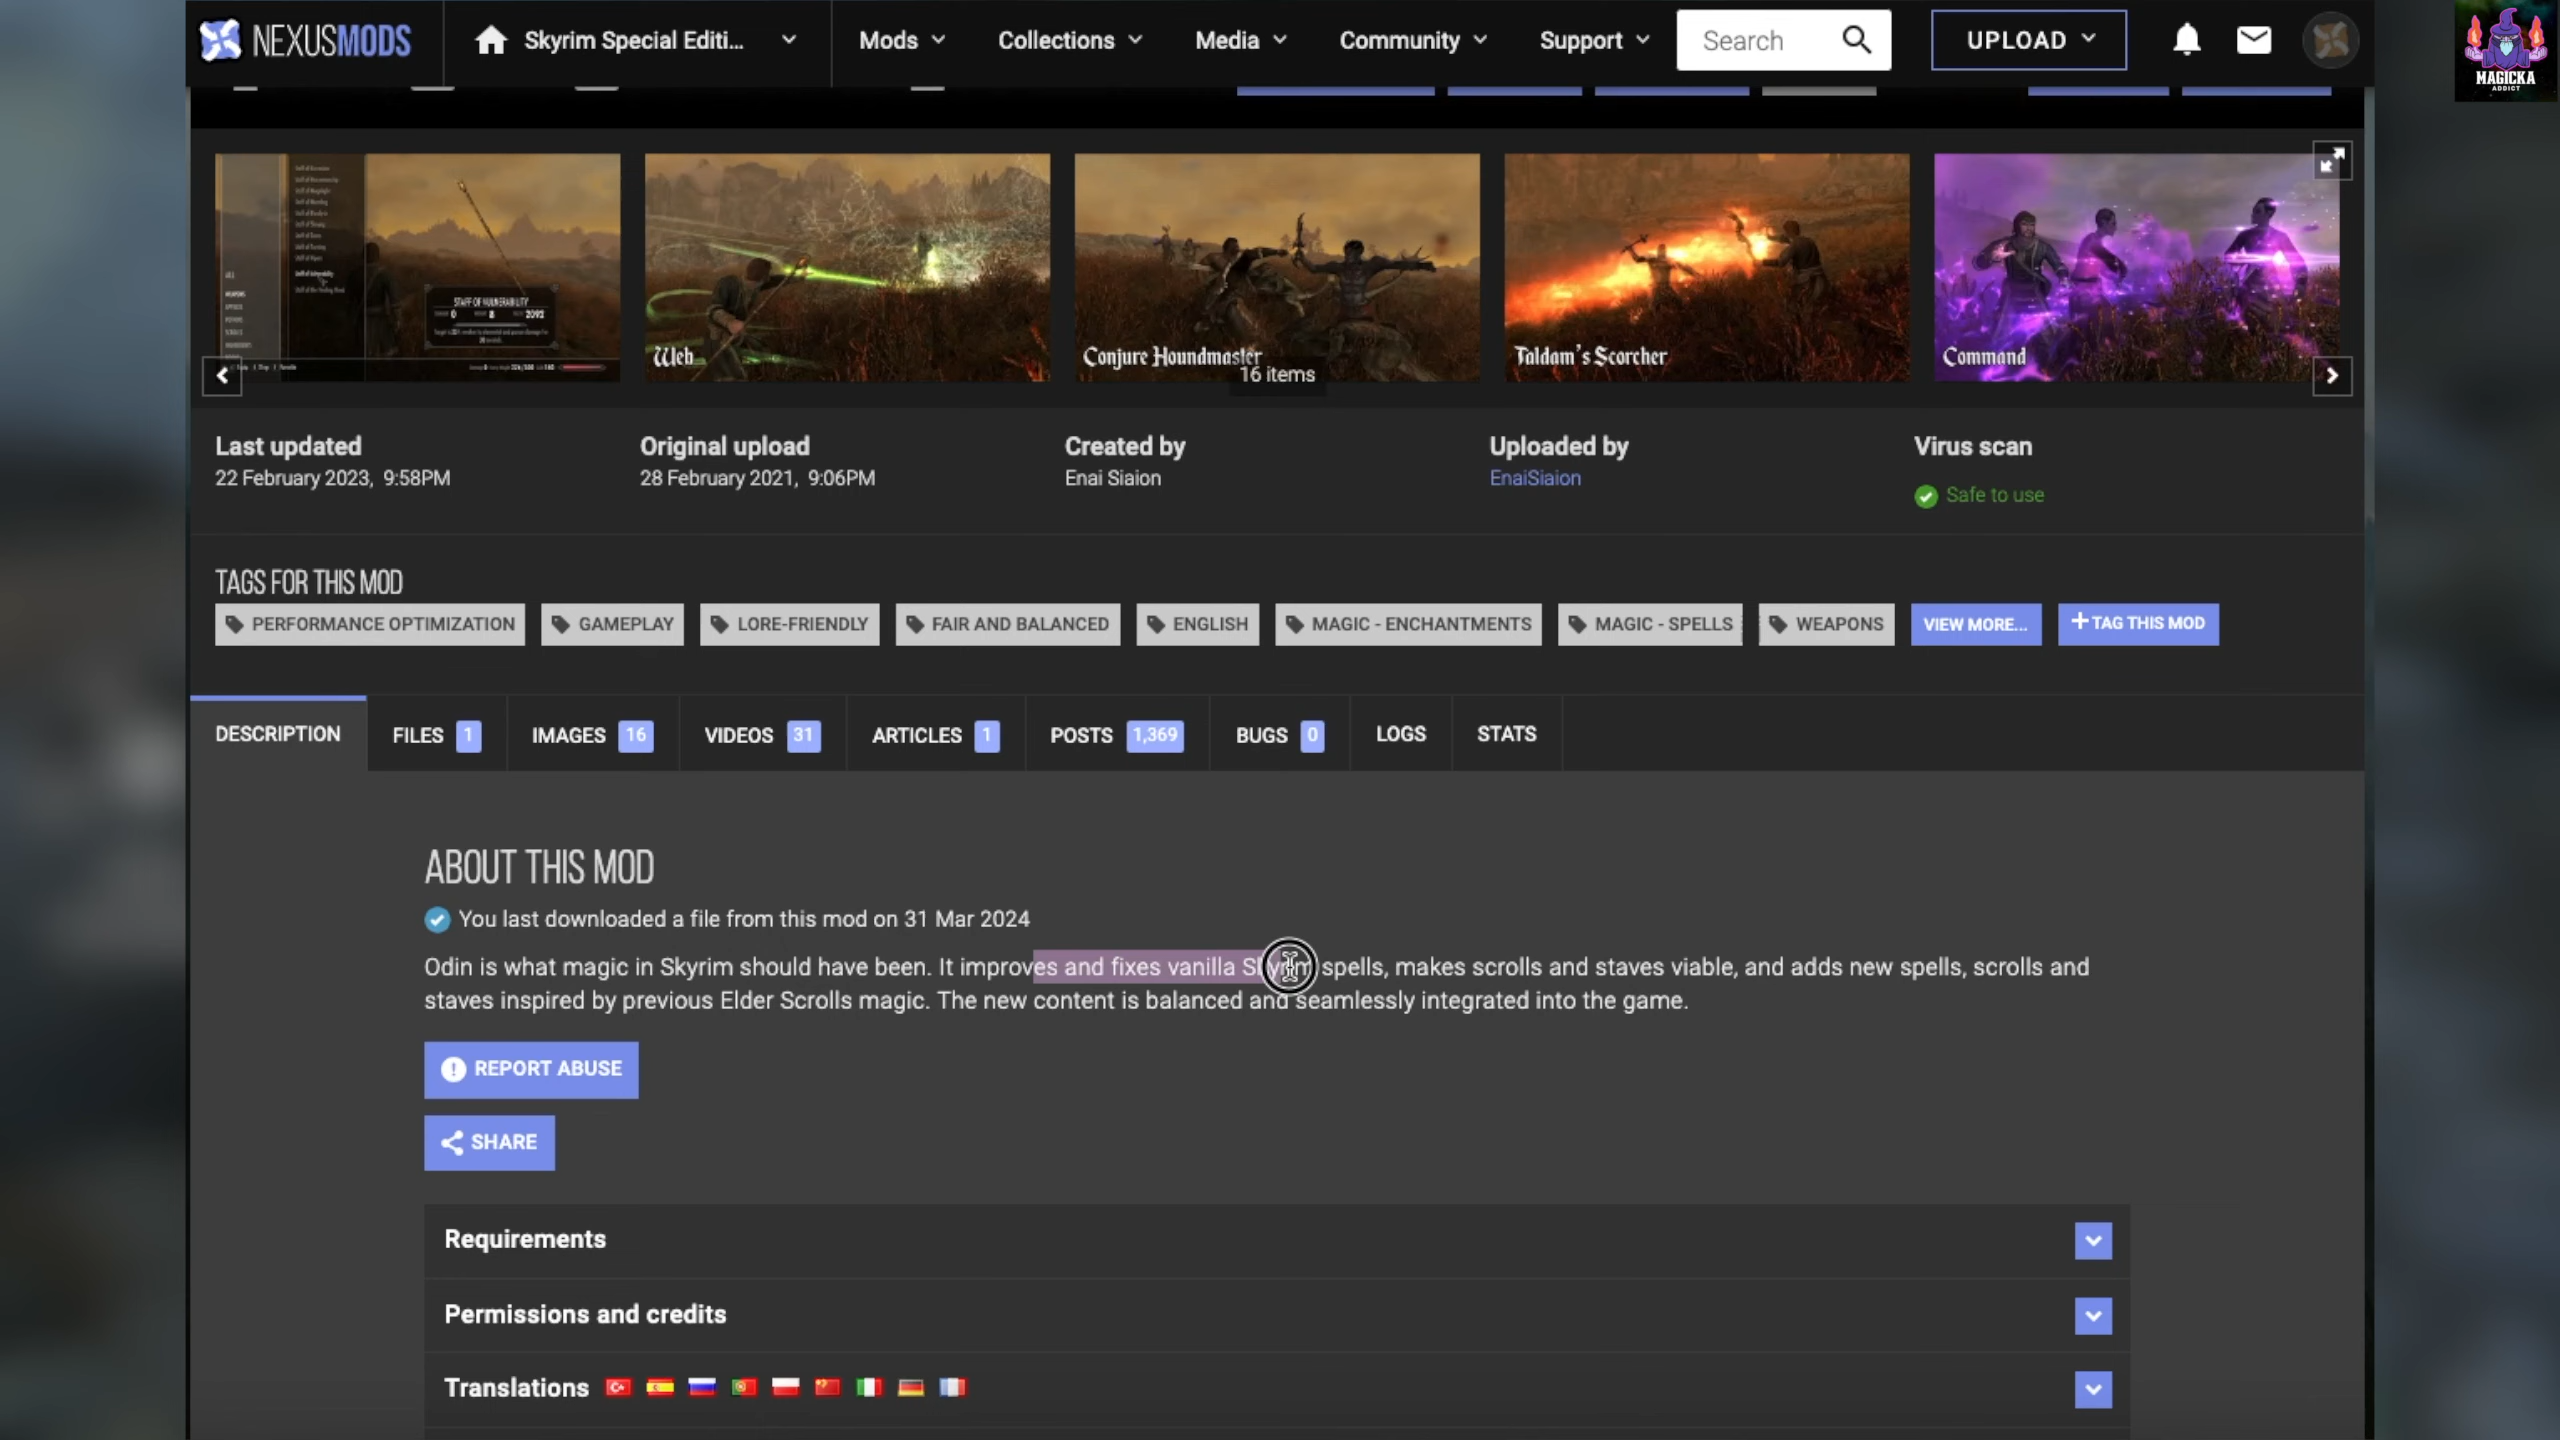 NEXUSMODS
Skyrim Special Editi...
Mods
Collections
Media
Community
Support
Search
UPLOAD
MAGICKA
ADDICT
STAFF OF VULNERABILITY
Web
Conjure Houndmaster
Taldam's Scorcher
Command
16 items
Last updated
22 February 2023, 9:58PM
Original upload
28 February 2021, 9:06PM
Created by
Enai Siaion
Uploaded by
EnaiSiaion
Virus scan
Safe to use
TAGS FOR THIS MOD
PERFORMANCE OPTIMIZATION
GAMEPLAY
LORE-FRIENDLY
FAIR AND BALANCED
ENGLISH
MAGIC - ENCHANTMENTS
MAGIC - SPELLS
WEAPONS
VIEW MORE...
+TAG THIS MOD
DESCRIPTION
FILES 1
IMAGES 16
VIDEOS 31
ARTICLES 1
POSTS 1,369
BUGS 0
LOGS
STATS
ABOUT THIS MOD
You last downloaded a file from this mod on 31 Mar 2024
Odin is what magic in Skyrim should have been. It improves and fixes vanilla Skyrim spells, makes scrolls and staves viable, and adds new spells, scrolls and
staves inspired by previous Elder Scrolls magic. The new content is balanced and seamlessly integrated into the game.
REPORT ABUSE
SHARE
Requirements
Permissions and credits
Translations